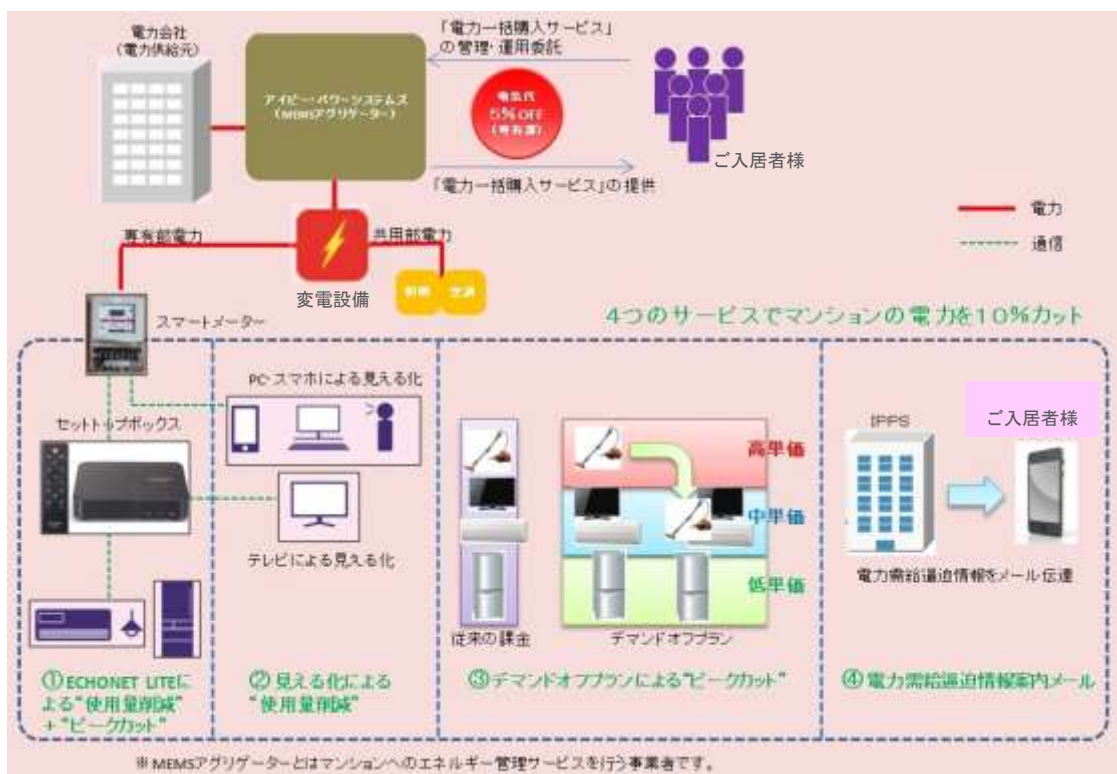 電力会社
(電力供給元)
「電力一括購入サービス」
の管理・運用委託
アイピー・パワーシステムズ
(MEMSアグリゲーター)
電気代
5%OFF
(専有部)
ご入居者様
「電力一括購入サービス」の提供
電力
通信
専有部電力
共用部電力
変電設備
照明
空調
スマートメーター
4つのサービスでマンションの電力を10%カット
PC・スマホによる見える化
セットトップボックス
テレビによる見える化
高単価
中単価
低単価
従来の課金
デマンドオフプラン
IPPS
ご入居者様
電力需給逼迫情報をメール伝達
①ECHONET LITEに
よる"使用量削減"
+"ピークカット"
②見える化による
"使用量削減"
③デマンドオフプランによる"ピークカット"
④電力需給逼迫情報案内メール
※MEMSアグリゲーターとはマンションへのエネルギー管理サービスを行う事業者です。